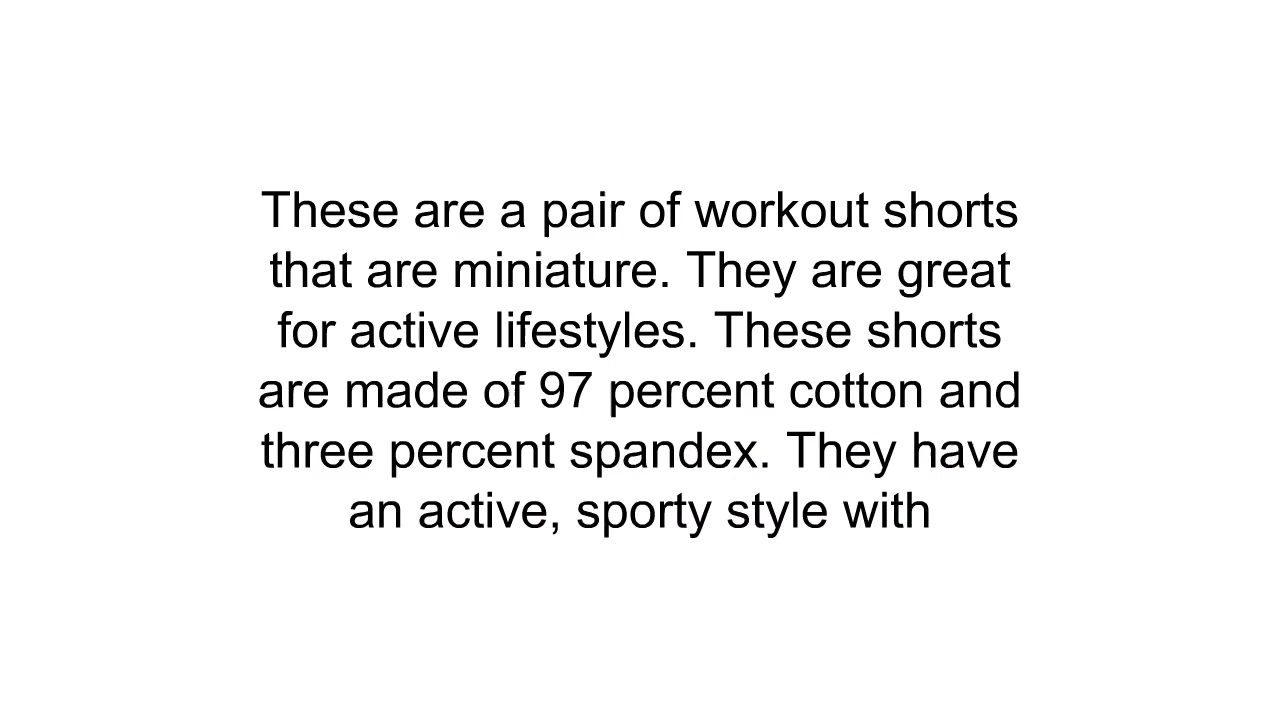 These are a pair of workout shorts
that are miniature. They are great
for active lifestyles. These shorts
are made of 97 percent cotton and
three percent spandex. They have
an active, sporty style with